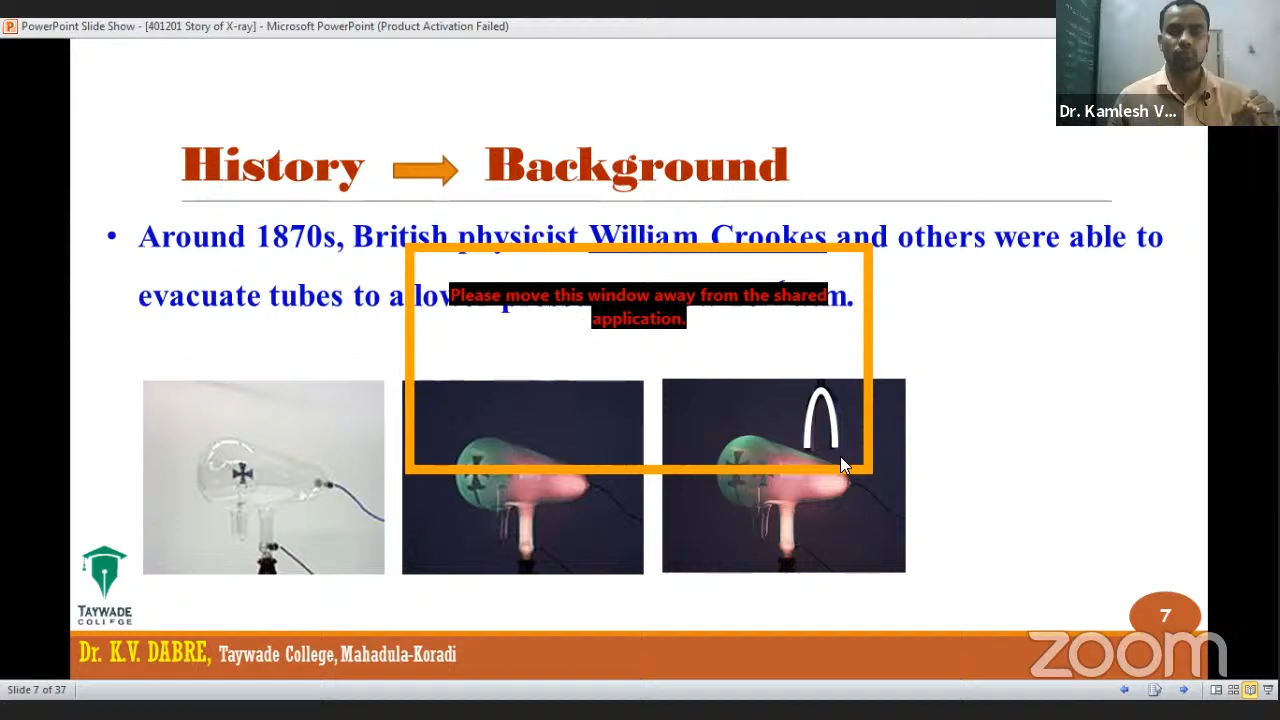 PowerPoint Slide Show - [401201 Story of X-ray] - Microsoft PowerPoint (Product Activation Failed)
Dr. Kamlesh V...
History Background
• Around 1870s, British physicist William Crookes and others were able to
evacuate tubes to a lower
Please move this window away from the shared
application.
TAYWADE
COLLEGE
7
Dr. K.V. DABRE, Taywade College, Mahadula-Koradi
zoom
Slide 7 of 37